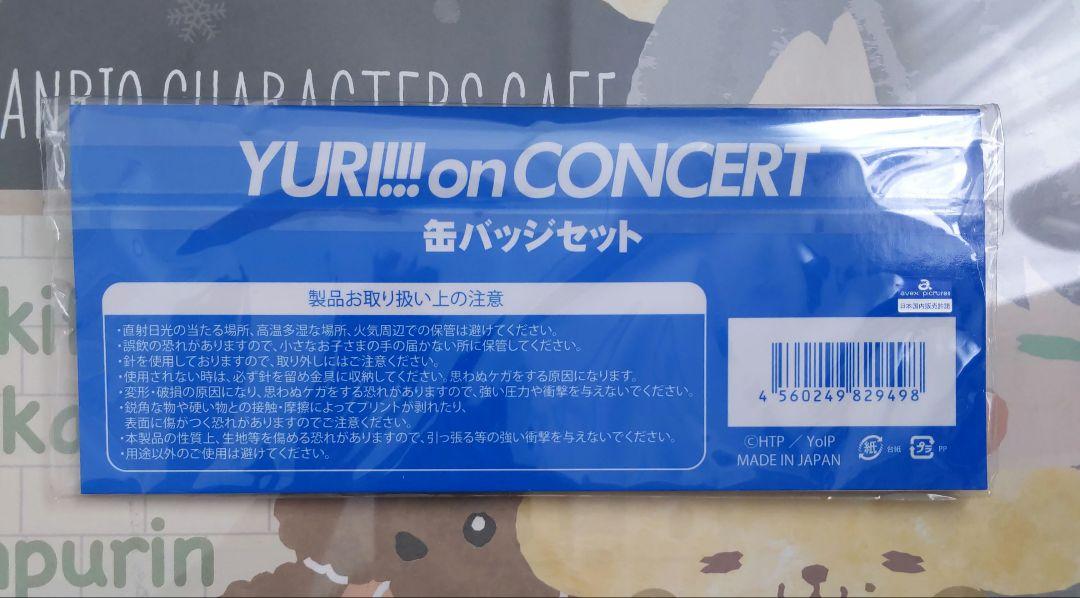 ANRIO CHARACTERS CAFE
YURI!!! on CONCERT
缶バッジセット
製品お取り扱い上の注意
・直射日光の当たる場所、高温多湿な場所、火気周辺での保管は避けてください。
・誤飲の恐れがありますので、小さなお子さまの手の届かない所に保管してください。
・針を使用しておりますので、取り外しにはご注意ください。
・使用されない時は、必ず針を留め金具に収納してください。思わぬケガをする原因になります。
・変形・破損の原因になり、思わぬケガをする恐れがありますので、強い圧力や衝撃を与えないでください。
・鋭角な物や硬い物との接触・摩擦によってプリントが剥れたり、
表面に傷がつく恐れがありますのでご注意ください。
・本製品の性質上、生地等を傷める恐れがありますので、引っ張る等の強い衝撃を与えないでください。
・用途以外のご使用は避けてください。
a
avex pictures
日本国内販売許諾
4 560249 829498
©HTP / YoIP
MADE IN JAPAN
紙 台紙 プラ PP
ki
ka
purin